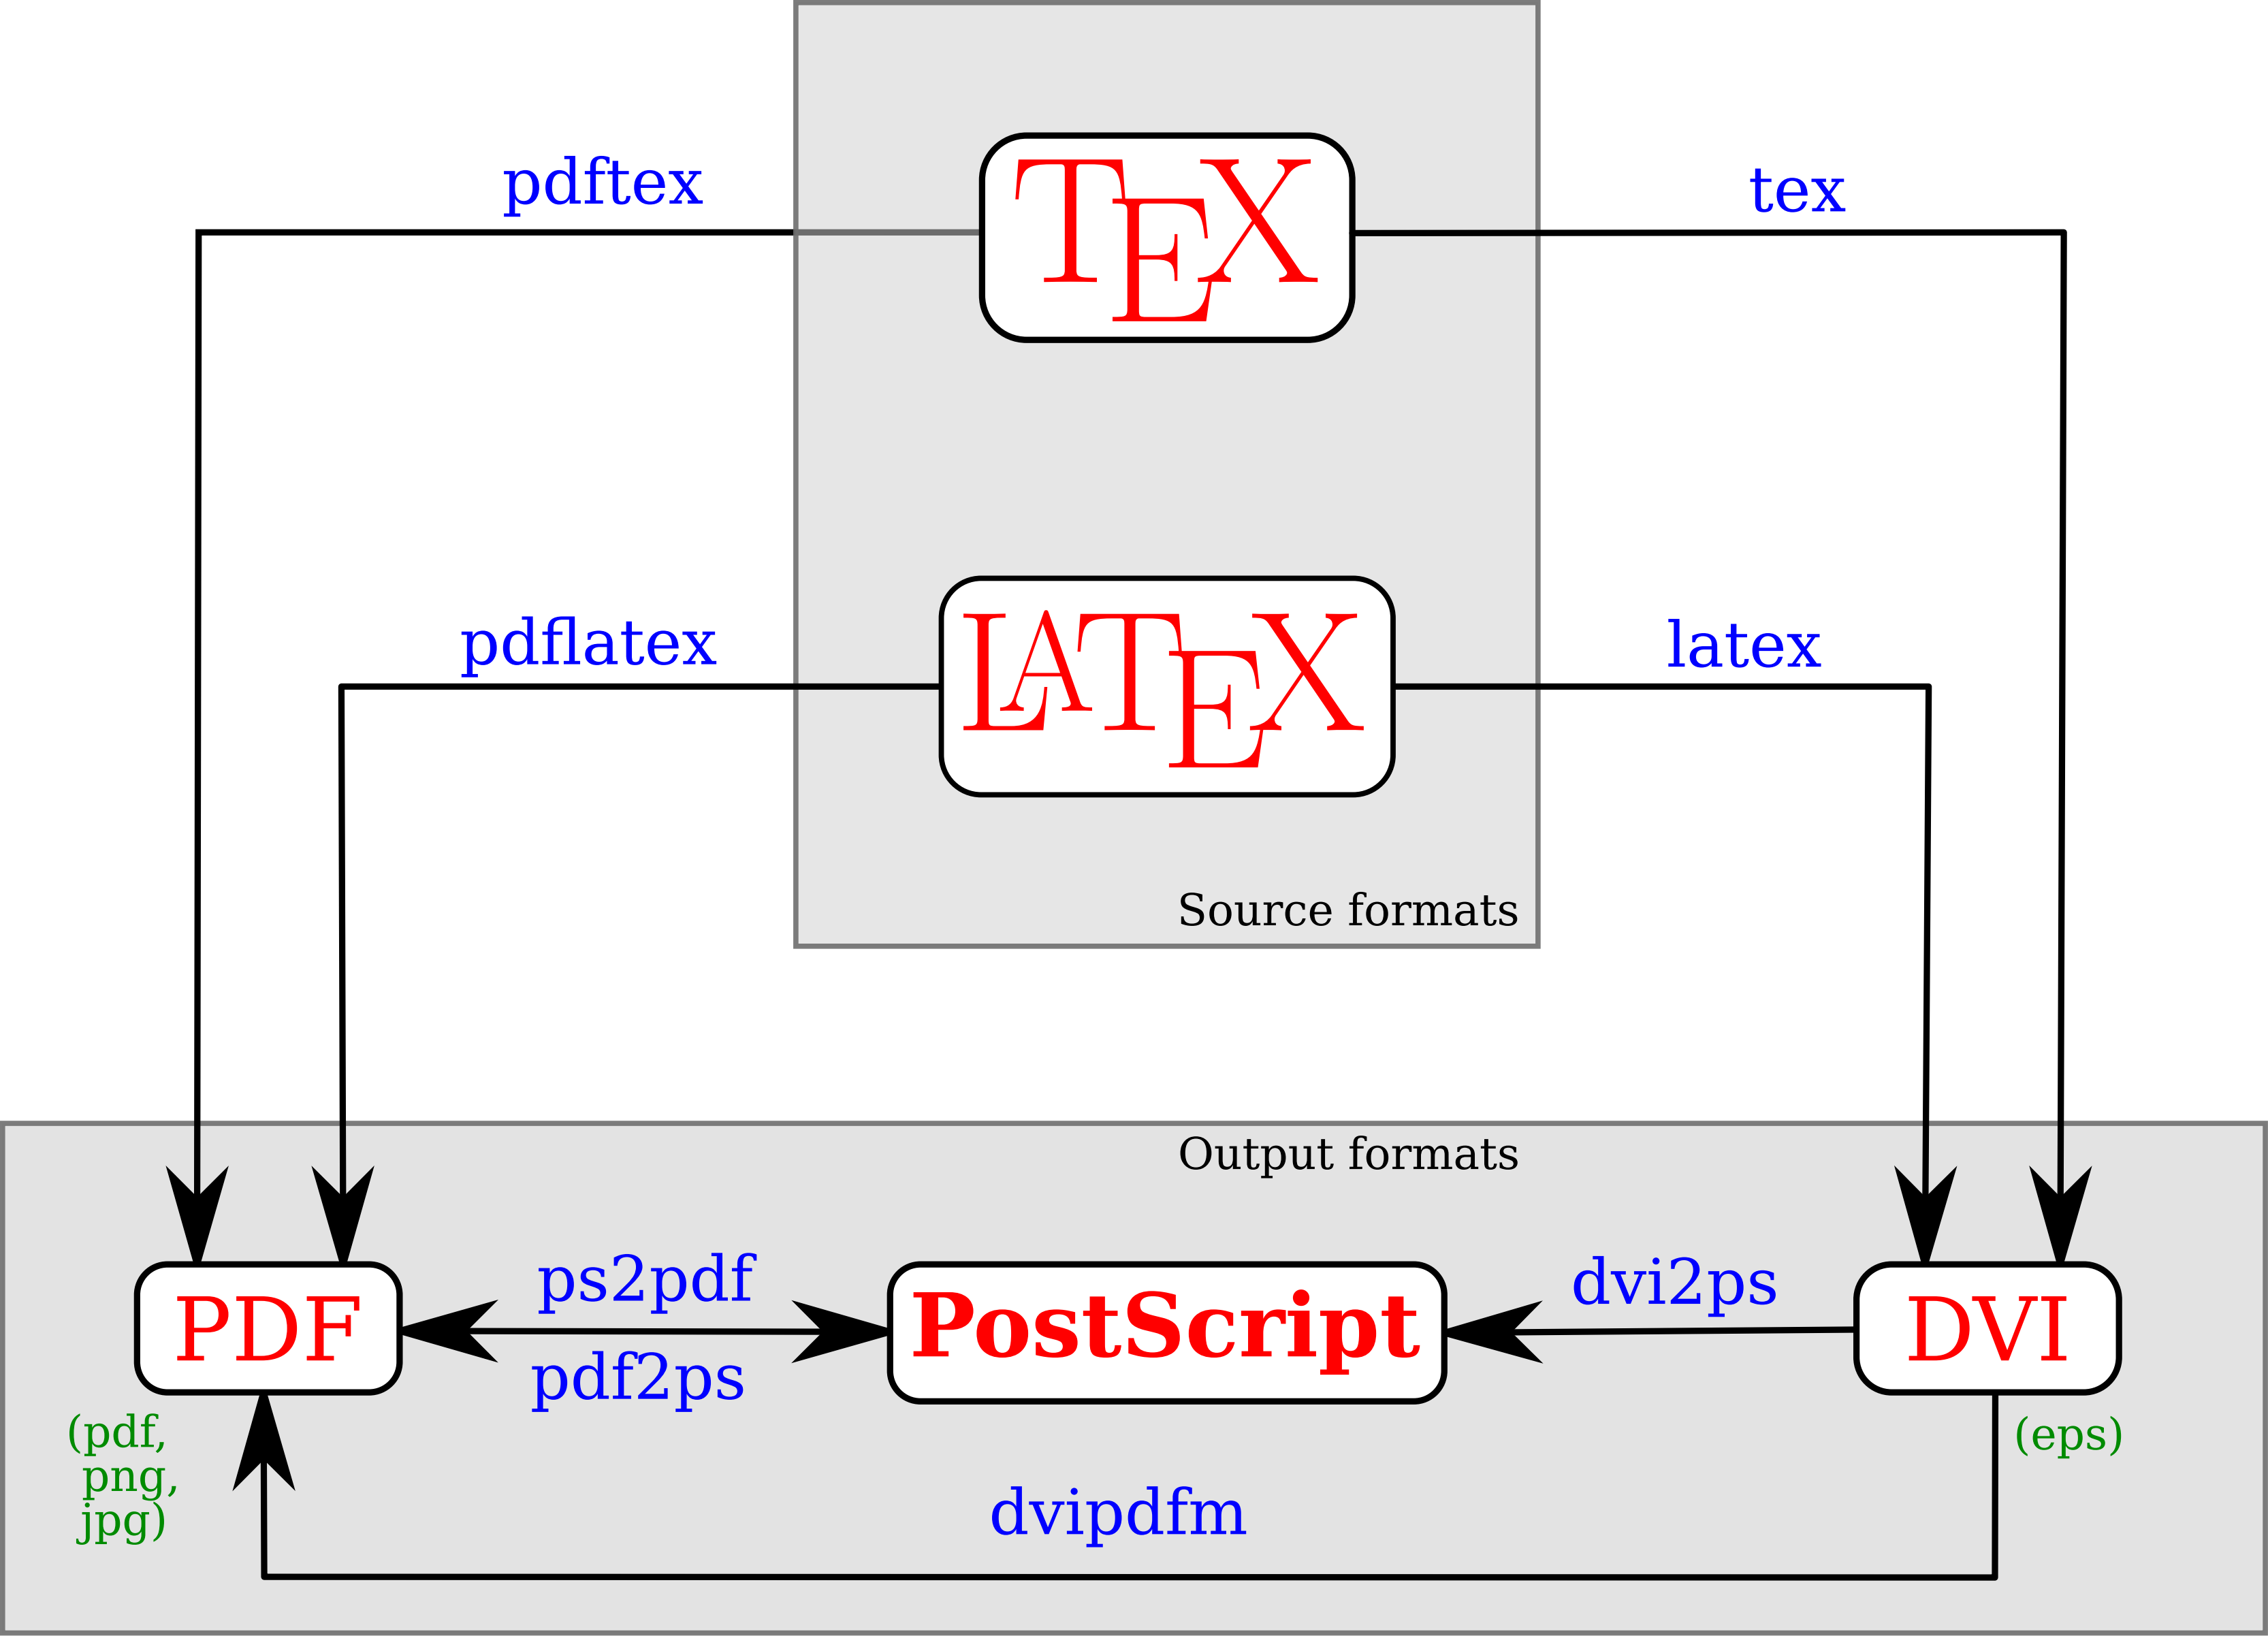 pdftex
TEX
tex
pdflatex
LATEX
latex
Source formats
Output formats
ps2pdf
dvi2ps
PDF
PostScript
DVI
pdf2ps
(pdf,
png,
jpg)
(eps)
dvipdfm